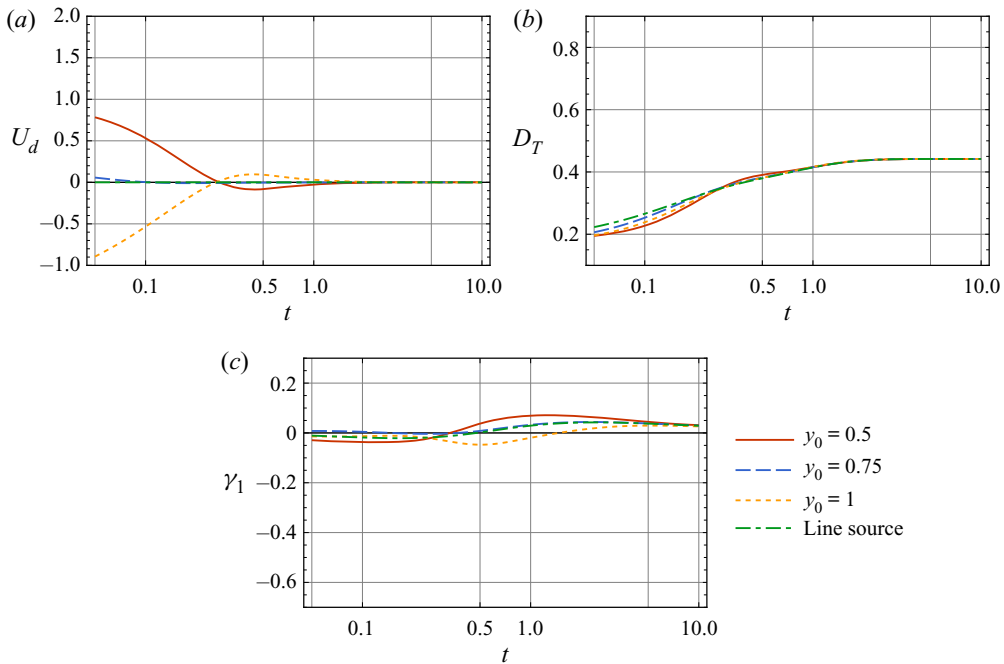 (a)
2.0
1.5
1.0
U_d 0.5
0
−0.5
−1.0
0.1 0.5 1.0 10.0
t
(b)
0.8
0.6
D_T
0.4
0.2
0.1 0.5 1.0 10.0
t
(c)
0.2
0
γ_1 −0.2
−0.4
−0.6
0.1 0.5 1.0 10.0
t
y_0 = 0.5
y_0 = 0.75
y_0 = 1
Line source